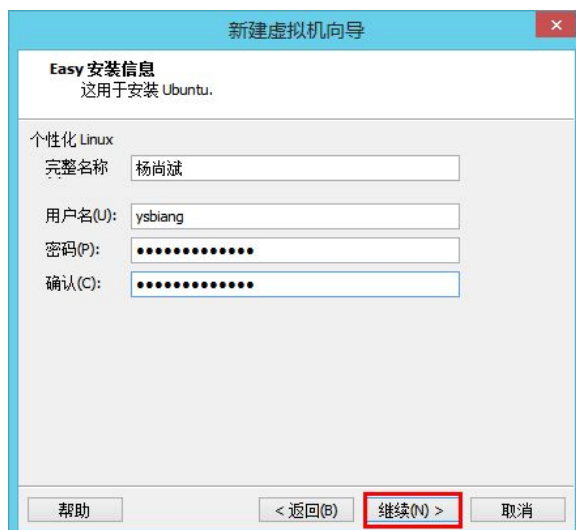 新建虚拟机向导
Easy 安装信息
这用于安装 Ubuntu.
个性化 Linux
完整名称 杨尚斌
用户名(U): ysbiang
密码(P): •••••••••••••
确认(C): •••••••••••••
帮助 < 返回(B) 继续(N) > 取消